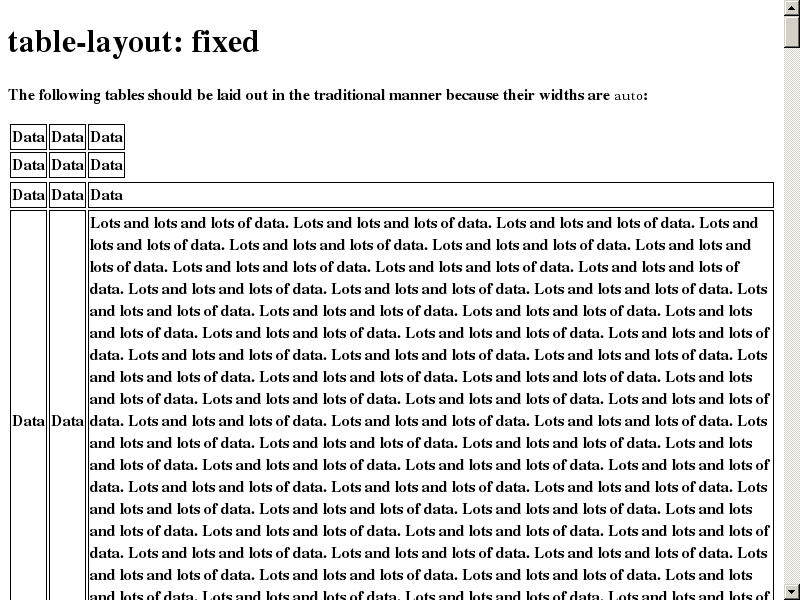 table-layout: fixed
The following tables should be laid out in the traditional manner because their widths are auto:
Data Data Data
Data Data Data
Data Data Data
Lots and lots and lots of data. Lots and lots and lots of data. Lots and lots and lots of data. Lots and
lots and lots of data. Lots and lots and lots of data. Lots and lots and lots of data. Lots and lots and
lots of data. Lots and lots and lots of data. Lots and lots and lots of data. Lots and lots and lots of
data. Lots and lots and lots of data. Lots and lots and lots of data. Lots and lots and lots of data. Lots
and lots and lots of data. Lots and lots and lots of data. Lots and lots and lots of data. Lots and lots
and lots of data. Lots and lots and lots of data. Lots and lots and lots of data. Lots and lots and lots of
data. Lots and lots and lots of data. Lots and lots and lots of data. Lots and lots and lots of data. Lots
and lots and lots of data. Lots and lots and lots of data. Lots and lots and lots of data. Lots and lots
and lots of data. Lots and lots and lots of data. Lots and lots and lots of data. Lots and lots and lots of
Data Data data. Lots and lots and lots of data. Lots and lots and lots of data. Lots and lots and lots of data. Lots
and lots and lots of data. Lots and lots and lots of data. Lots and lots and lots of data. Lots and lots
and lots of data. Lots and lots and lots of data. Lots and lots and lots of data. Lots and lots and lots of
data. Lots and lots and lots of data. Lots and lots and lots of data. Lots and lots and lots of data. Lots
and lots and lots of data. Lots and lots and lots of data. Lots and lots and lots of data. Lots and lots
and lots of data. Lots and lots and lots of data. Lots and lots and lots of data. Lots and lots and lots of
data. Lots and lots and lots of data. Lots and lots and lots of data. Lots and lots and lots of data. Lots
and lots and lots of data. Lots and lots and lots of data. Lots and lots and lots of data. Lots and lots
and lots of data. Lots and lots and lots of data. Lots and lots and lots of data. Lots and lots and lots of